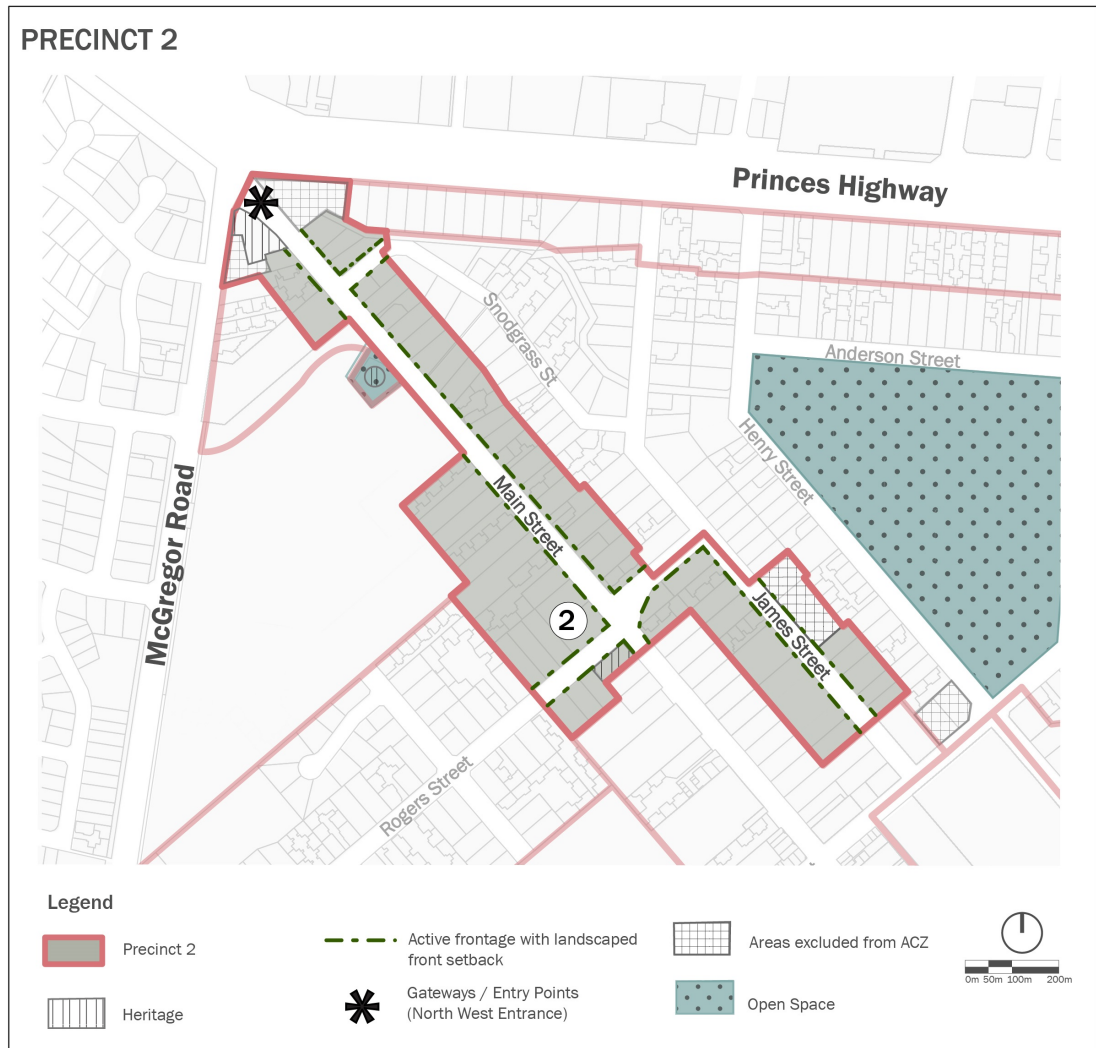 PRECINCT 2
Princes Highway
Snodgrass St
Anderson Street
Henry Street
McGregor Road
Main Street
2
James Street
Rogers Street
Legend
Precinct 2
Active frontage with landscaped
front setback
Areas excluded from ACZ
Heritage
Gateways / Entry Points
(North West Entrance)
Open Space
0m 50m 100m 200m